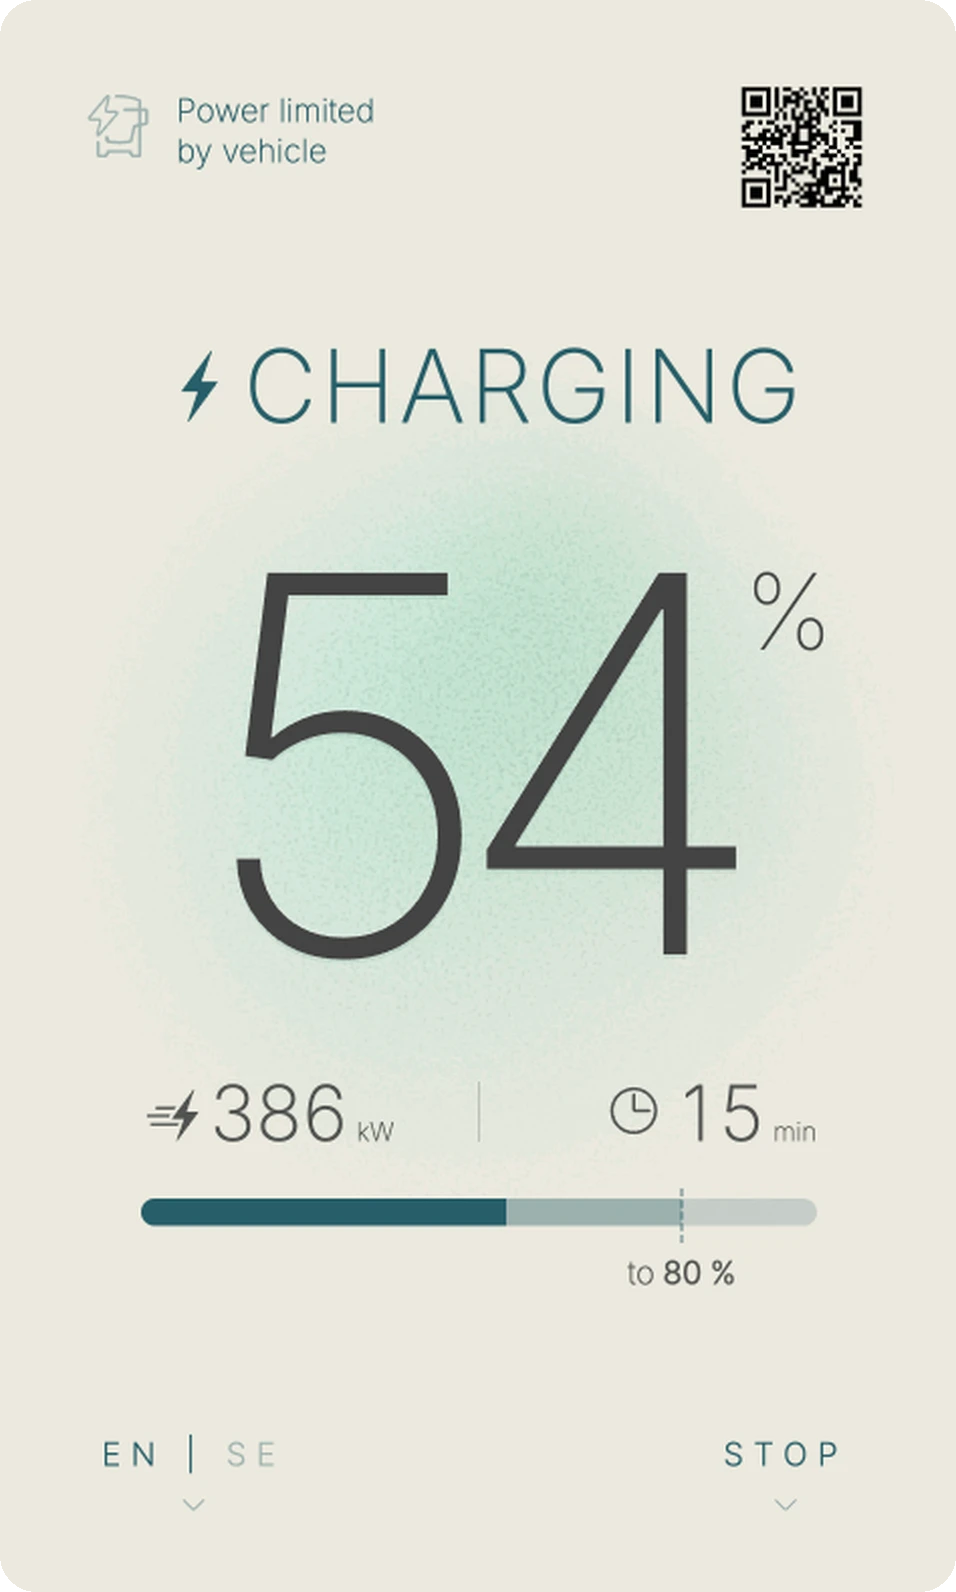 Power limited
by vehicle
CHARGING
54%
386 kW | 15 min
to 80 %
EN | SE
STOP